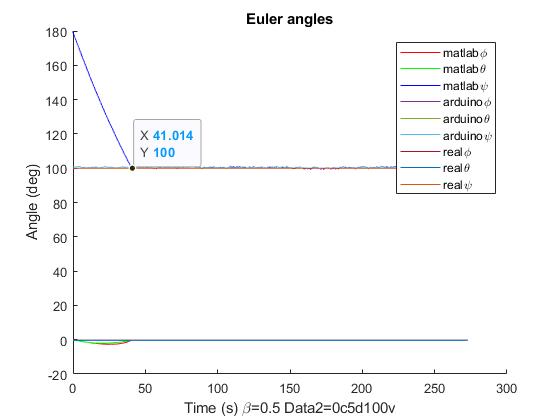 Euler angles
180
160
140
120
100
80
60
40
20
0
-20
Angle (deg)
X 41.014
Y 100
matlab ϕ
matlab θ
matlab ψ
arduino ϕ
arduino θ
arduino ψ
real ϕ
real θ
real ψ
0 50 100 150 200 250 300
Time (s) β=0.5 Data2=0c5d100v